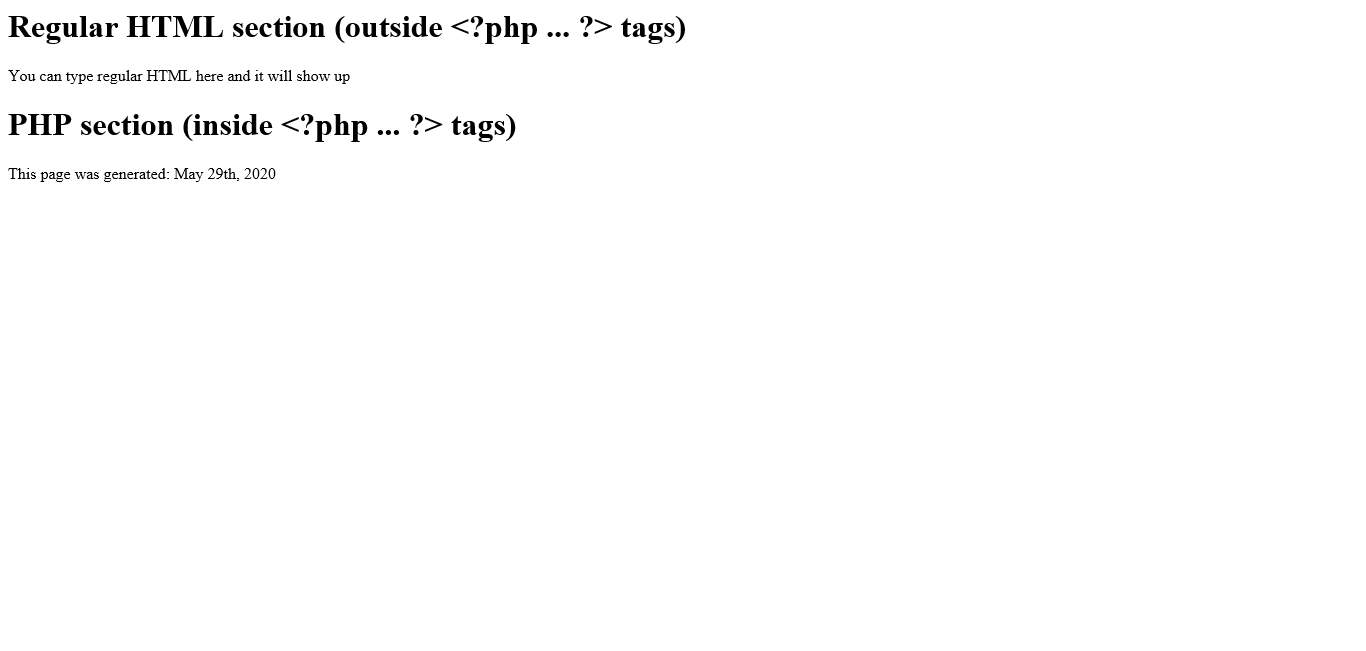 Regular HTML section (outside <?php ... ?> tags)
You can type regular HTML here and it will show up
PHP section (inside <?php ... ?> tags)
This page was generated: May 29th, 2020